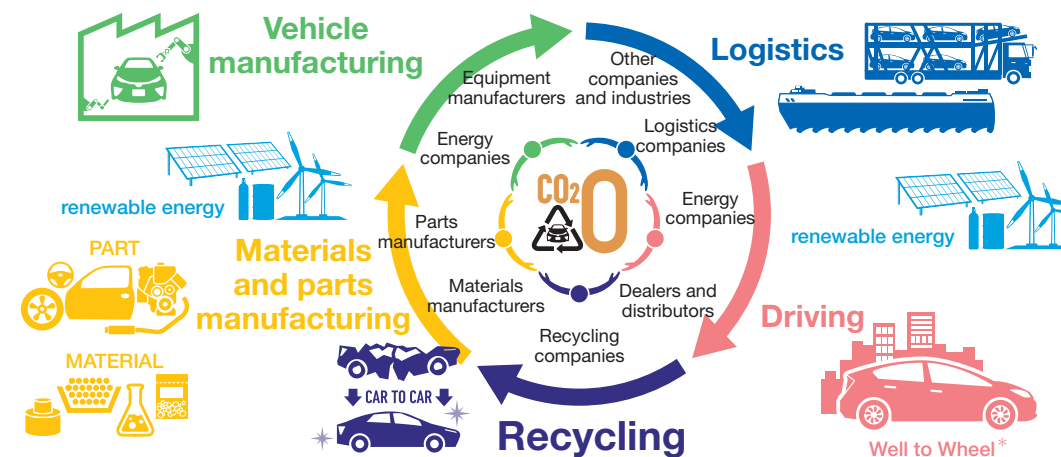 Vehicle
manufacturing
Logistics
Equipment
manufacturers
Other
companies
and industries
Energy
companies
Logistics
companies
renewable energy
CO2
0
Parts
manufacturers
Energy
companies
renewable energy
PART
Materials
and parts
manufacturing
Materials
manufacturers
Dealers and
distributors
Driving
Recycling
companies
MATERIAL
CAR TO CAR
Recycling
Well to Wheel*